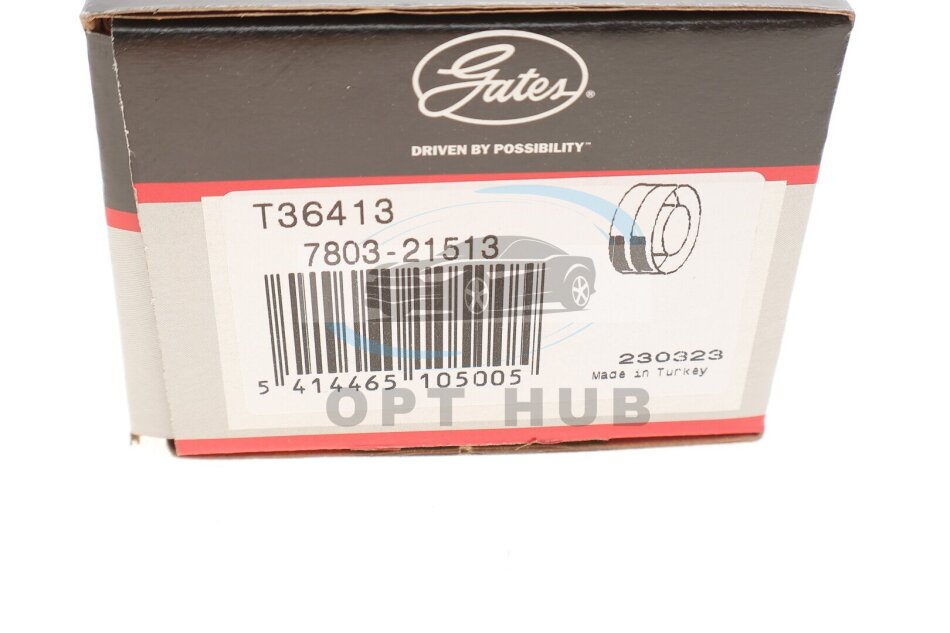 Gates®
DRIVEN BY POSSIBILITY™
T36413
7803-21513
5 414465 105005
230323
Made in Turkey
OPT HUB